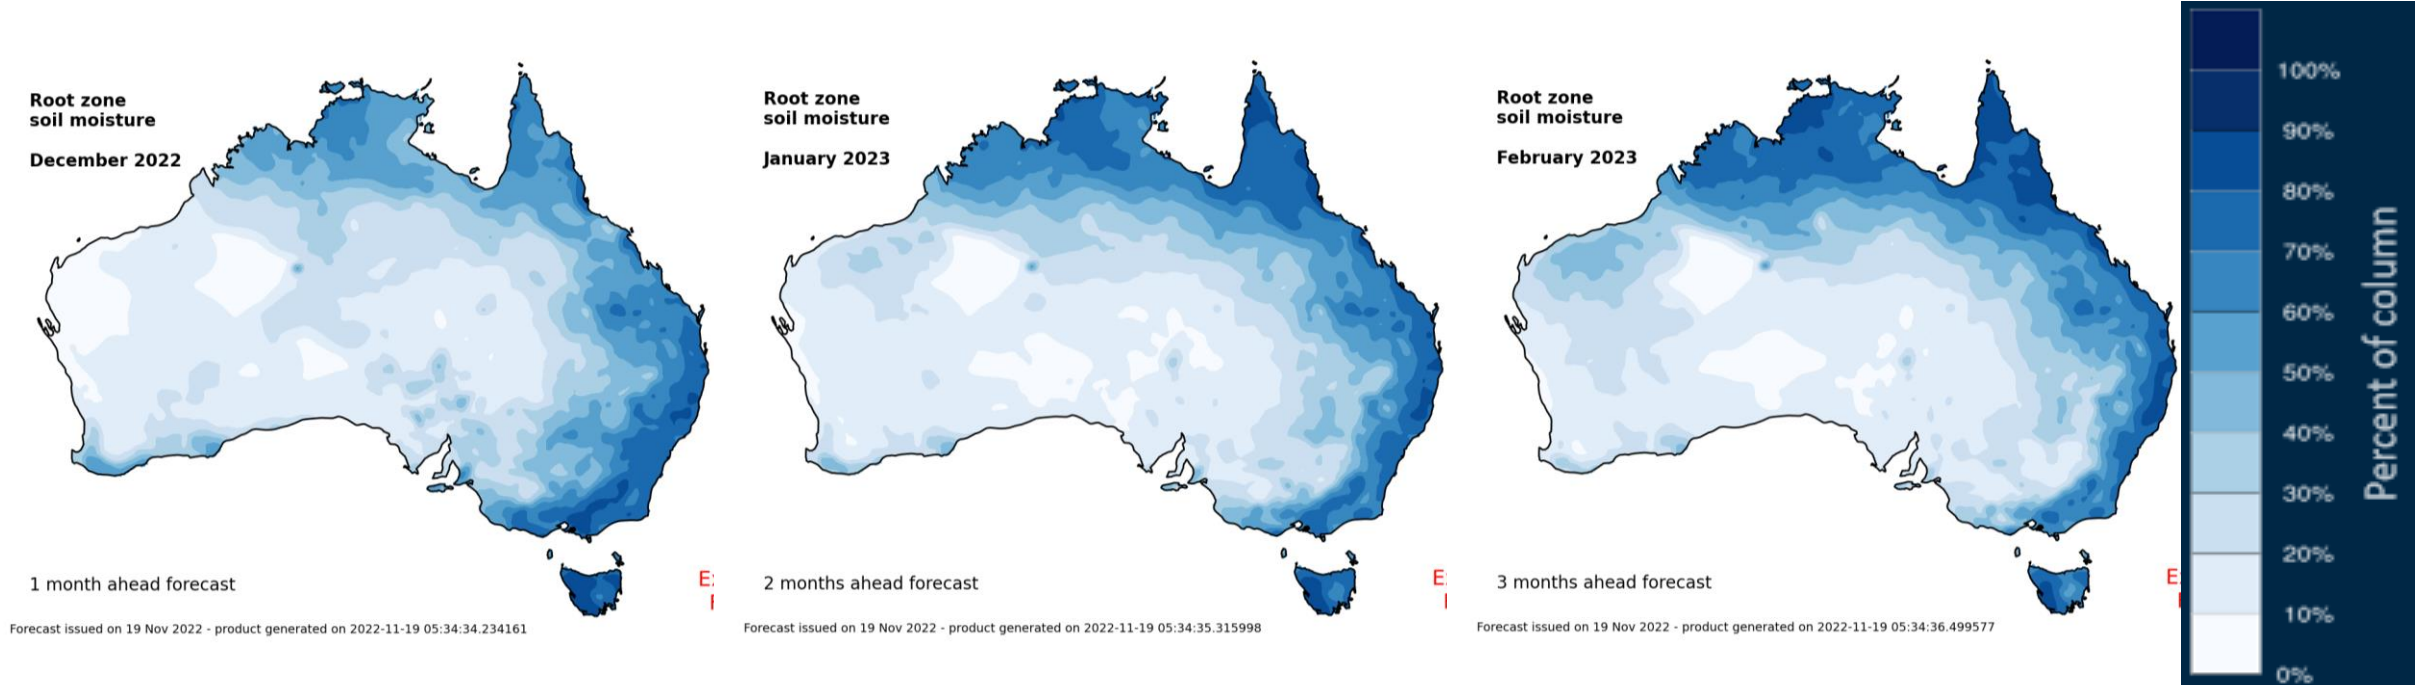 Root zone
soil moisture
December 2022
1 month ahead forecast
Forecast issued on 19 Nov 2022 - product generated on 2022-11-19 05:34:34.234161
Root zone
soil moisture
January 2023
2 months ahead forecast
Forecast issued on 19 Nov 2022 - product generated on 2022-11-19 05:34:35.315998
Root zone
soil moisture
February 2023
3 months ahead forecast
Forecast issued on 19 Nov 2022 - product generated on 2022-11-19 05:34:36.499577
100%
90%
80%
70%
60%
50%
40%
30%
20%
10%
0%
Percent of column